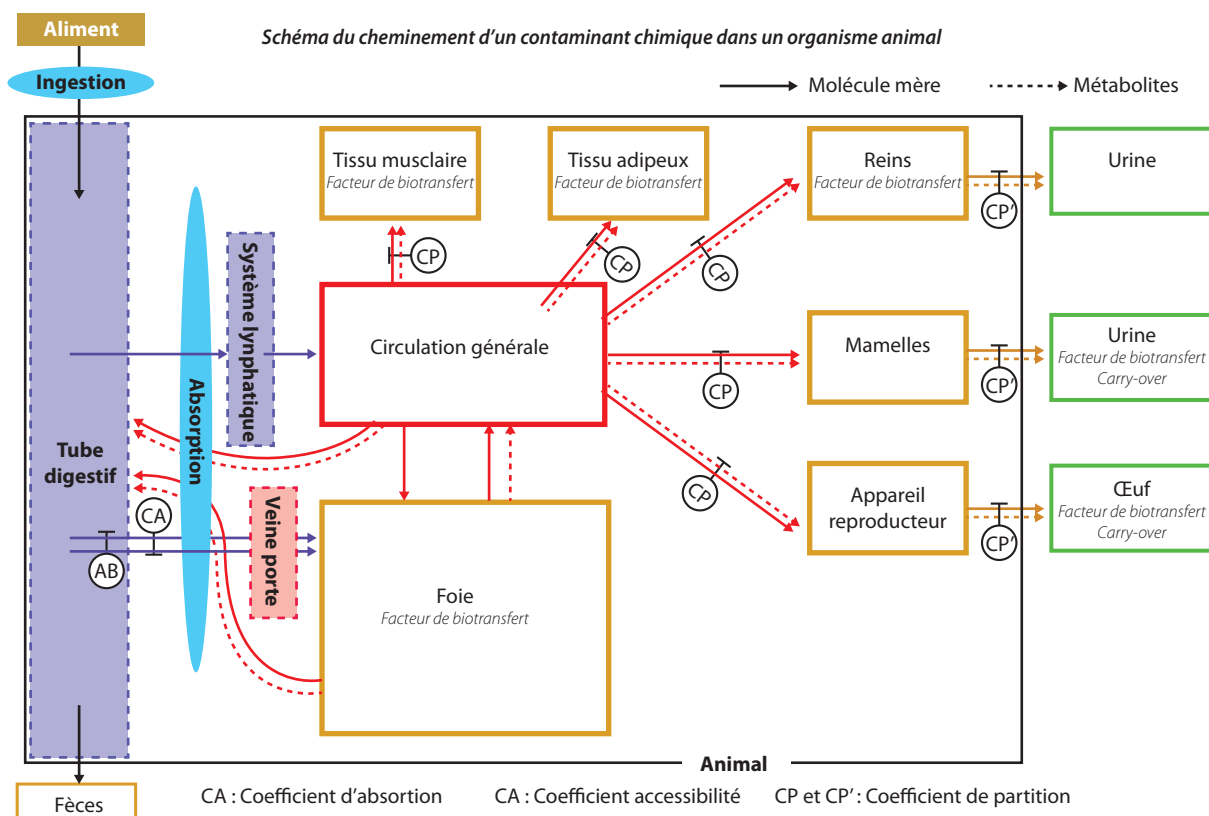 Aliment
Schéma du cheminement d'un contaminant chimique dans un organisme animal
Ingestion
Molécule mère
Métabolites
Tissu musclaire
Facteur de biotransfert
Tissu adipeux
Facteur de biotransfert
Reins
Facteur de biotransfert
Urine
CP'
CP
CP
CP
Système lymphatique
Circulation générale
Mamelles
Urine
Facteur de biotransfert
Carry-over
CP
CP'
Absorption
Tube
digestif
CP
Appareil
reproducteur
Œuf
Facteur de biotransfert
Carry-over
CP'
CA
AB
Veine porte
Foie
Facteur de biotransfert
Animal
Fèces
CA : Coefficient d'absortion
CA : Coefficient accessibilité
CP et CP' : Coefficient de partition